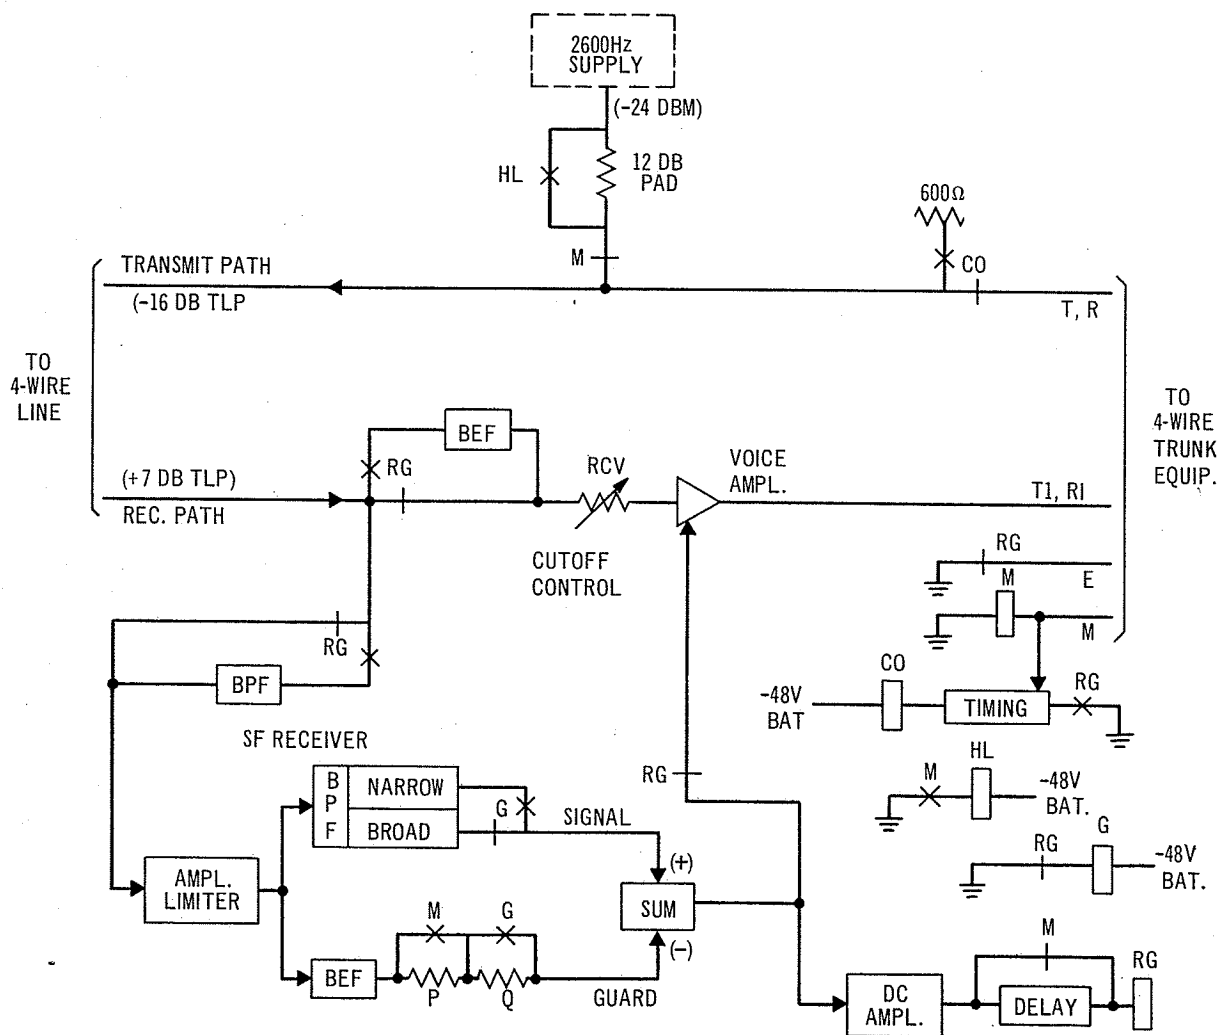 2600Hz
SUPPLY
(-24 DBM)
HL
12 DB
PAD
600Ω
M
CO
TRANSMIT PATH
(-16 DB TLP
T, R
TO
4-WIRE
LINE
TO
4-WIRE
TRUNK
EQUIP.
BEF
RG
RCV
VOICE
AMPL.
(+7 DB TLP)
REC. PATH
T1, RI
CUTOFF
CONTROL
RG
E
M
M
RG
BPF
CO
-48V
BAT
TIMING
RG
SF RECEIVER
RG
HL
M
-48V
BAT.
B
P
F
NARROW
BROAD
G
SIGNAL
G
RG
-48V
BAT.
(+)
AMPL.
LIMITER
SUM
(-)
M
G
BEF
P
Q
GUARD
M
RG
DC
AMPL.
DELAY